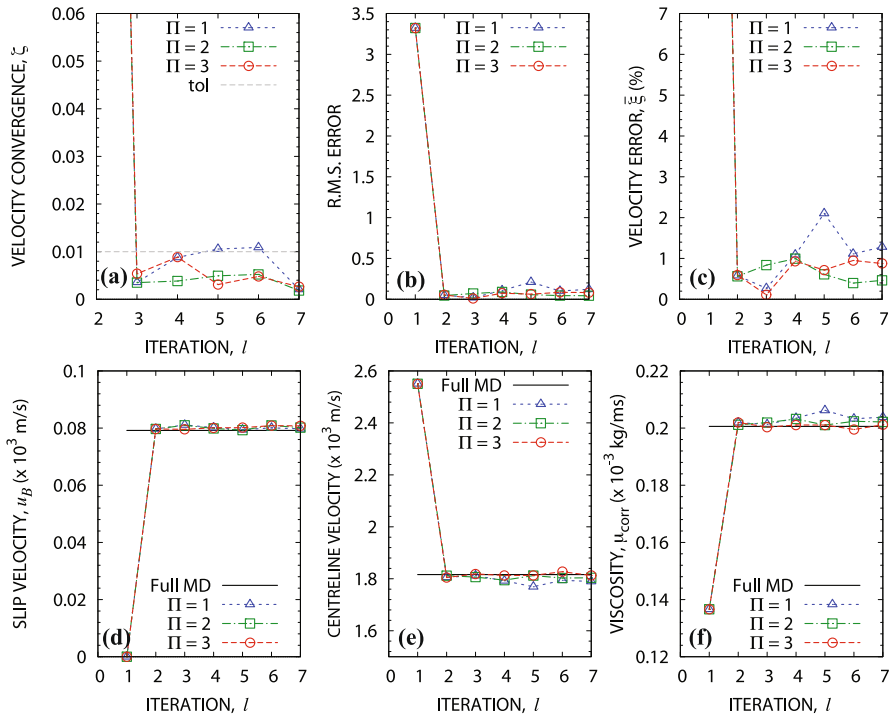 VELOCITY CONVERGENCE, ζ
0.06
0.05
0.04
0.03
0.02
0.01
0
Π = 1
Π = 2
Π = 3
tol
(a)
2 3 4 5 6 7
ITERATION, l
R.M.S. ERROR
3.5
3
2.5
2
1.5
1
0.5
0
Π = 1
Π = 2
Π = 3
(b)
0 1 2 3 4 5 6 7
ITERATION, l
VELOCITY ERROR, ξ̄ (%)
7
6
5
4
3
2
1
0
Π = 1
Π = 2
Π = 3
(c)
0 1 2 3 4 5 6 7
ITERATION, l
SLIP VELOCITY, u_B (x 10³ m/s)
0.1
0.08
0.06
0.04
0.02
0
Full MD
Π = 1
Π = 2
Π = 3
(d)
0 1 2 3 4 5 6 7
ITERATION, l
CENTRELINE VELOCITY (x 10³ m/s)
2.6
2.4
2.2
2
1.8
1.6
Full MD
Π = 1
Π = 2
Π = 3
(e)
0 1 2 3 4 5 6 7
ITERATION, l
VISCOSITY, μ_corr (x 10⁻³ kg/ms)
0.22
0.2
0.18
0.16
0.14
0.12
Full MD
Π = 1
Π = 2
Π = 3
(f)
0 1 2 3 4 5 6 7
ITERATION, l